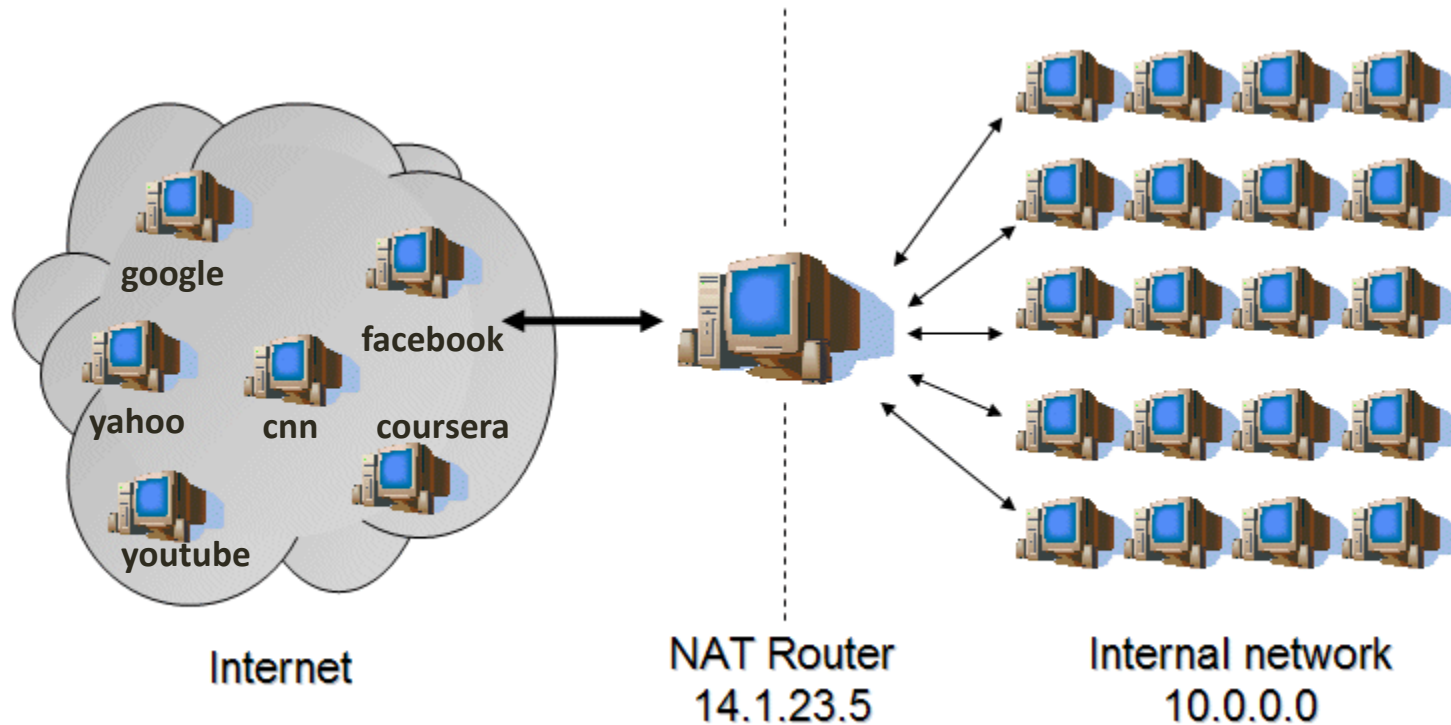 google
facebook
yahoo
cnn
coursera
youtube
Internet
NAT Router
14.1.23.5
Internal network
10.0.0.0